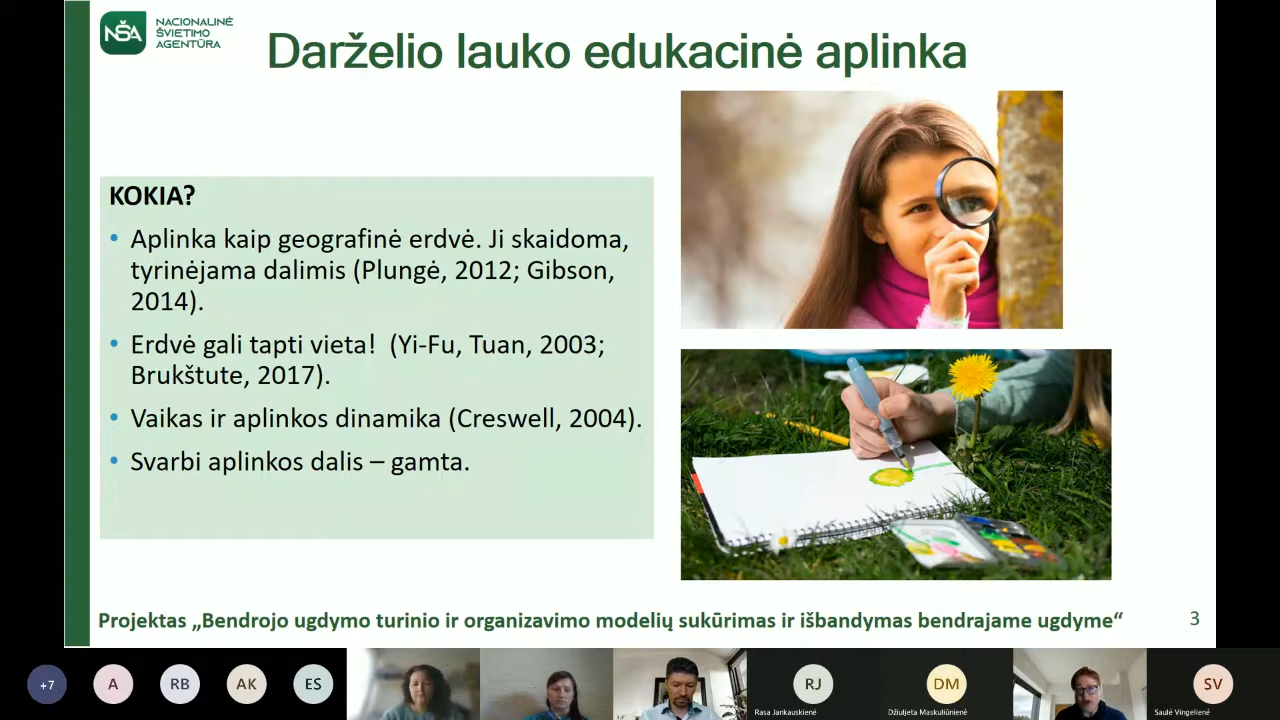 NŠA
NACIONALINĖ
ŠVIETIMO
AGENTŪRA
Darželio lauko edukacinė aplinka
KOKIA?
• Aplinka kaip geografinė erdvė. Ji skaidoma,
tyrinėjama dalimis (Plungė, 2012; Gibson,
2014).
• Erdvė gali tapti vieta! (Yi-Fu, Tuan, 2003;
Brukštute, 2017).
• Vaikas ir aplinkos dinamika (Creswell, 2004).
• Svarbi aplinkos dalis – gamta.
Projektas „Bendrojo ugdymo turinio ir organizavimo modelių sukūrimas ir išbandymas bendrajame ugdyme“
3
+7
A
RB
AK
ES
RJ
Rasa Jankauskienė
DM
Džiuljeta Maskuliūnienė
SV
Saulė Vingelienė